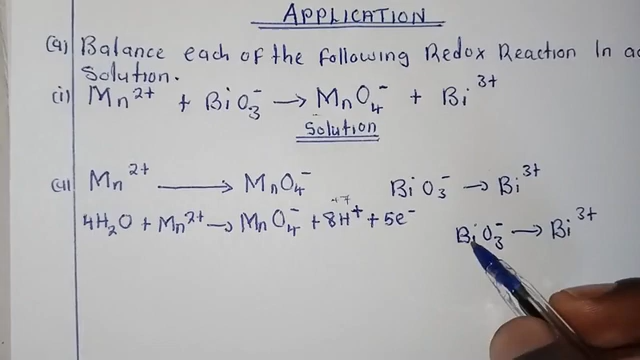 APPLICATION
(a) Balance each of the following Redox Reaction In
Solution.
(i) Mn²⁺ + BiO₃⁻ → MnO₄⁻ + Bi³⁺
Solution
(a) Mn²⁺ → MnO₄⁻ BiO₃⁻ → Bi³⁺
4H₂O + Mn²⁺ → MnO₄⁻ + 8H⁺ + 5e⁻ BiO₃⁻ → Bi³⁺